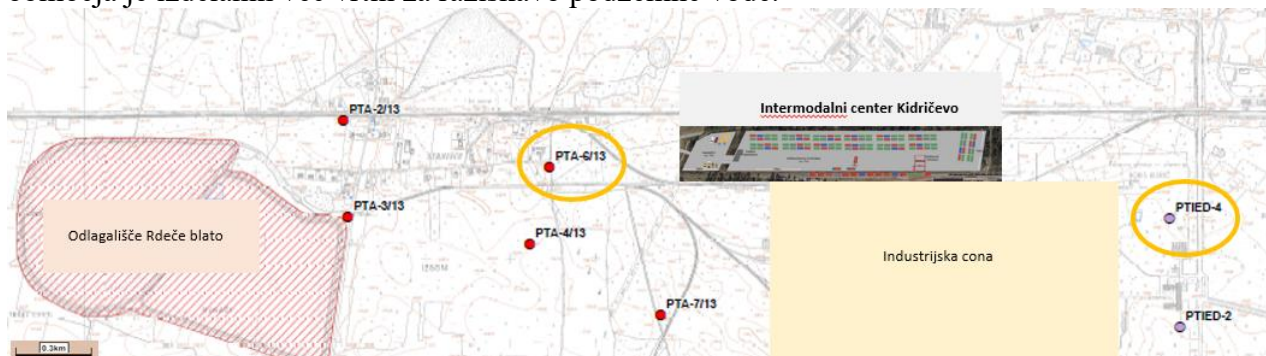 PTA-2/13
Intermodalni center Kidričevo
PTA-6/13
PTA-3/13
PTIED-4
Odlagališče Rdeče blato
PTA-4/13
Industrijska cona
PTA-7/13
PTIED-2
0.3km